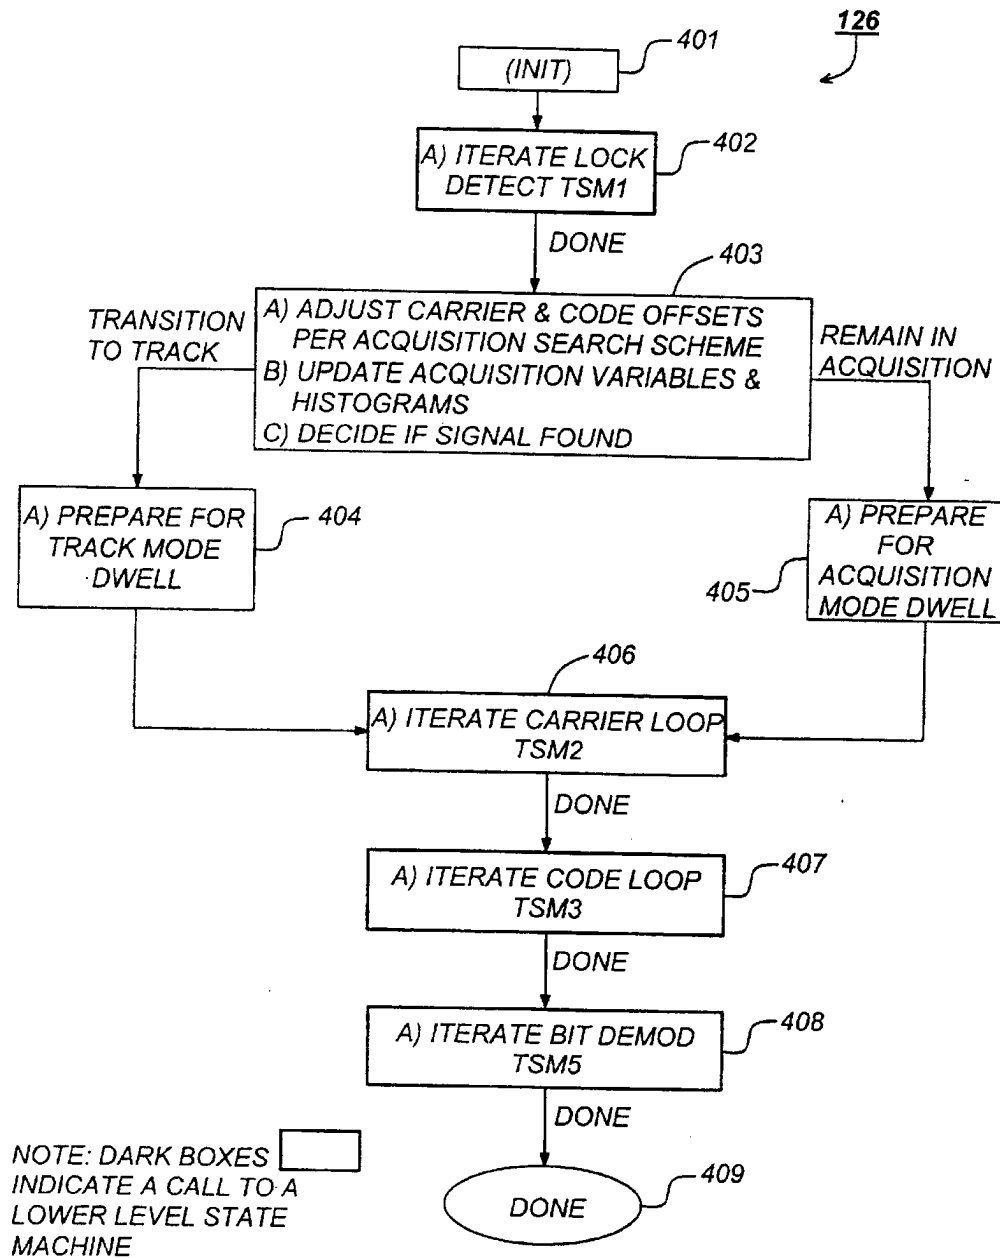 126
401
(INIT)
402
A) ITERATE LOCK
DETECT TSM1
DONE
403
A) ADJUST CARRIER & CODE OFFSETS
PER ACQUISITION SEARCH SCHEME
B) UPDATE ACQUISITION VARIABLES &
HISTOGRAMS
C) DECIDE IF SIGNAL FOUND
TRANSITION
TO TRACK
REMAIN IN
ACQUISITION
A) PREPARE FOR
TRACK MODE
DWELL
404
A) PREPARE
FOR
ACQUISITION
MODE DWELL
405
406
A) ITERATE CARRIER LOOP
TSM2
DONE
A) ITERATE CODE LOOP
TSM3
407
DONE
A) ITERATE BIT DEMOD
TSM5
408
DONE
DONE
409
NOTE: DARK BOXES
INDICATE A CALL TO A
LOWER LEVEL STATE
MACHINE